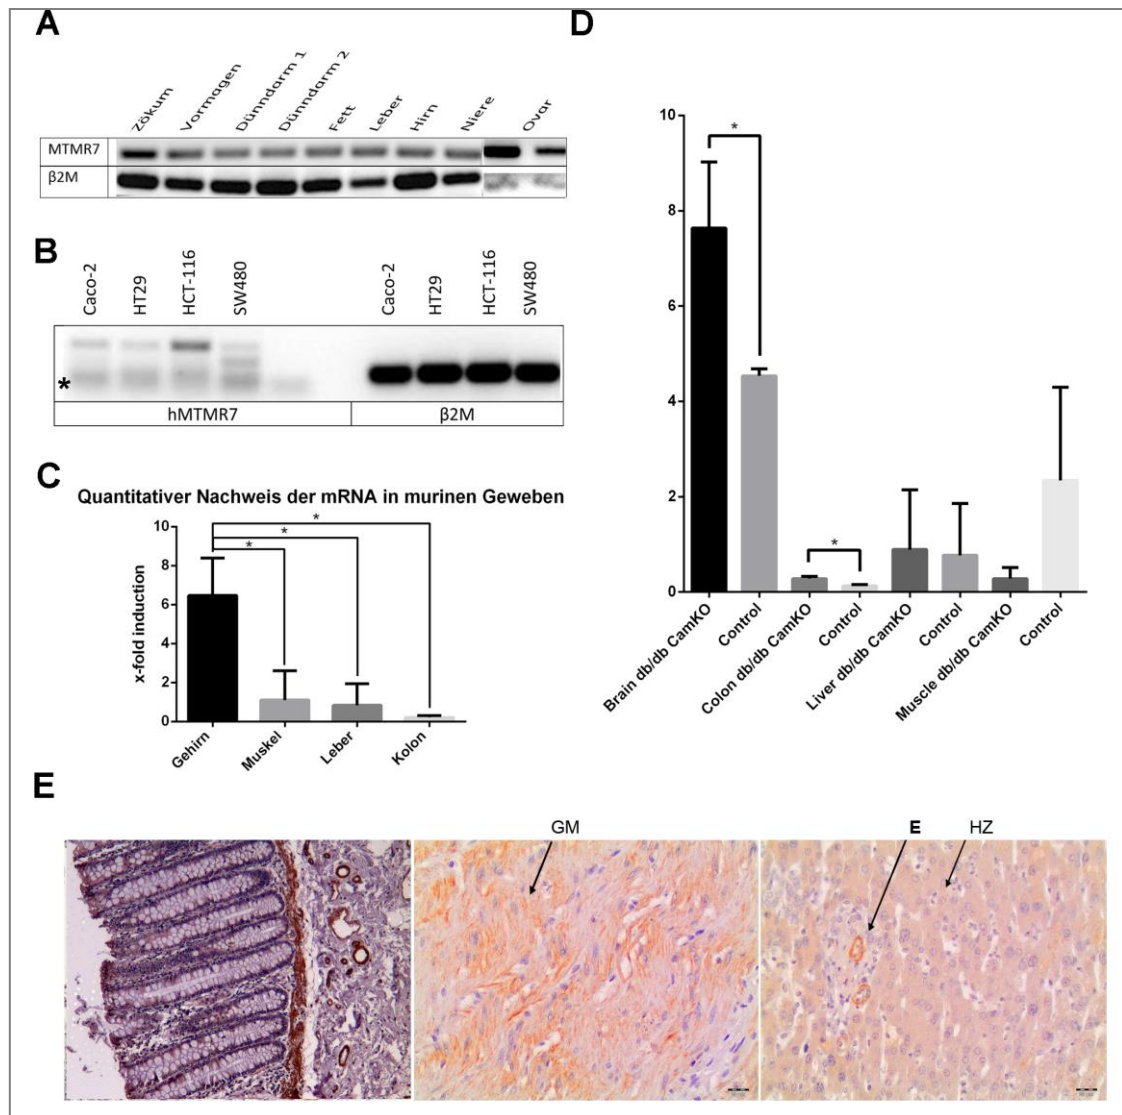 A
Zökum
Vormagen
Dünndarm 1
Dünndarm 2
Fett
Leber
Hirn
Niere
Ovar
MTMR7
β2M
B
Caco-2
HT29
HCT-116
SW480
Caco-2
HT29
HCT-116
SW480
*
hMTMR7
β2M
C
Quantitativer Nachweis der mRNA in murinen Geweben
x-fold induction
10
8
6
4
2
0
*
*
*
Gehirn
Muskel
Leber
Kolon
D
10
8
6
4
2
0
*
*
Brain db/db CamKO
Control
Colon db/db CamKO
Control
Liver db/db CamKO
Control
Muscle db/db CamKO
Control
E
GM
E
HZ